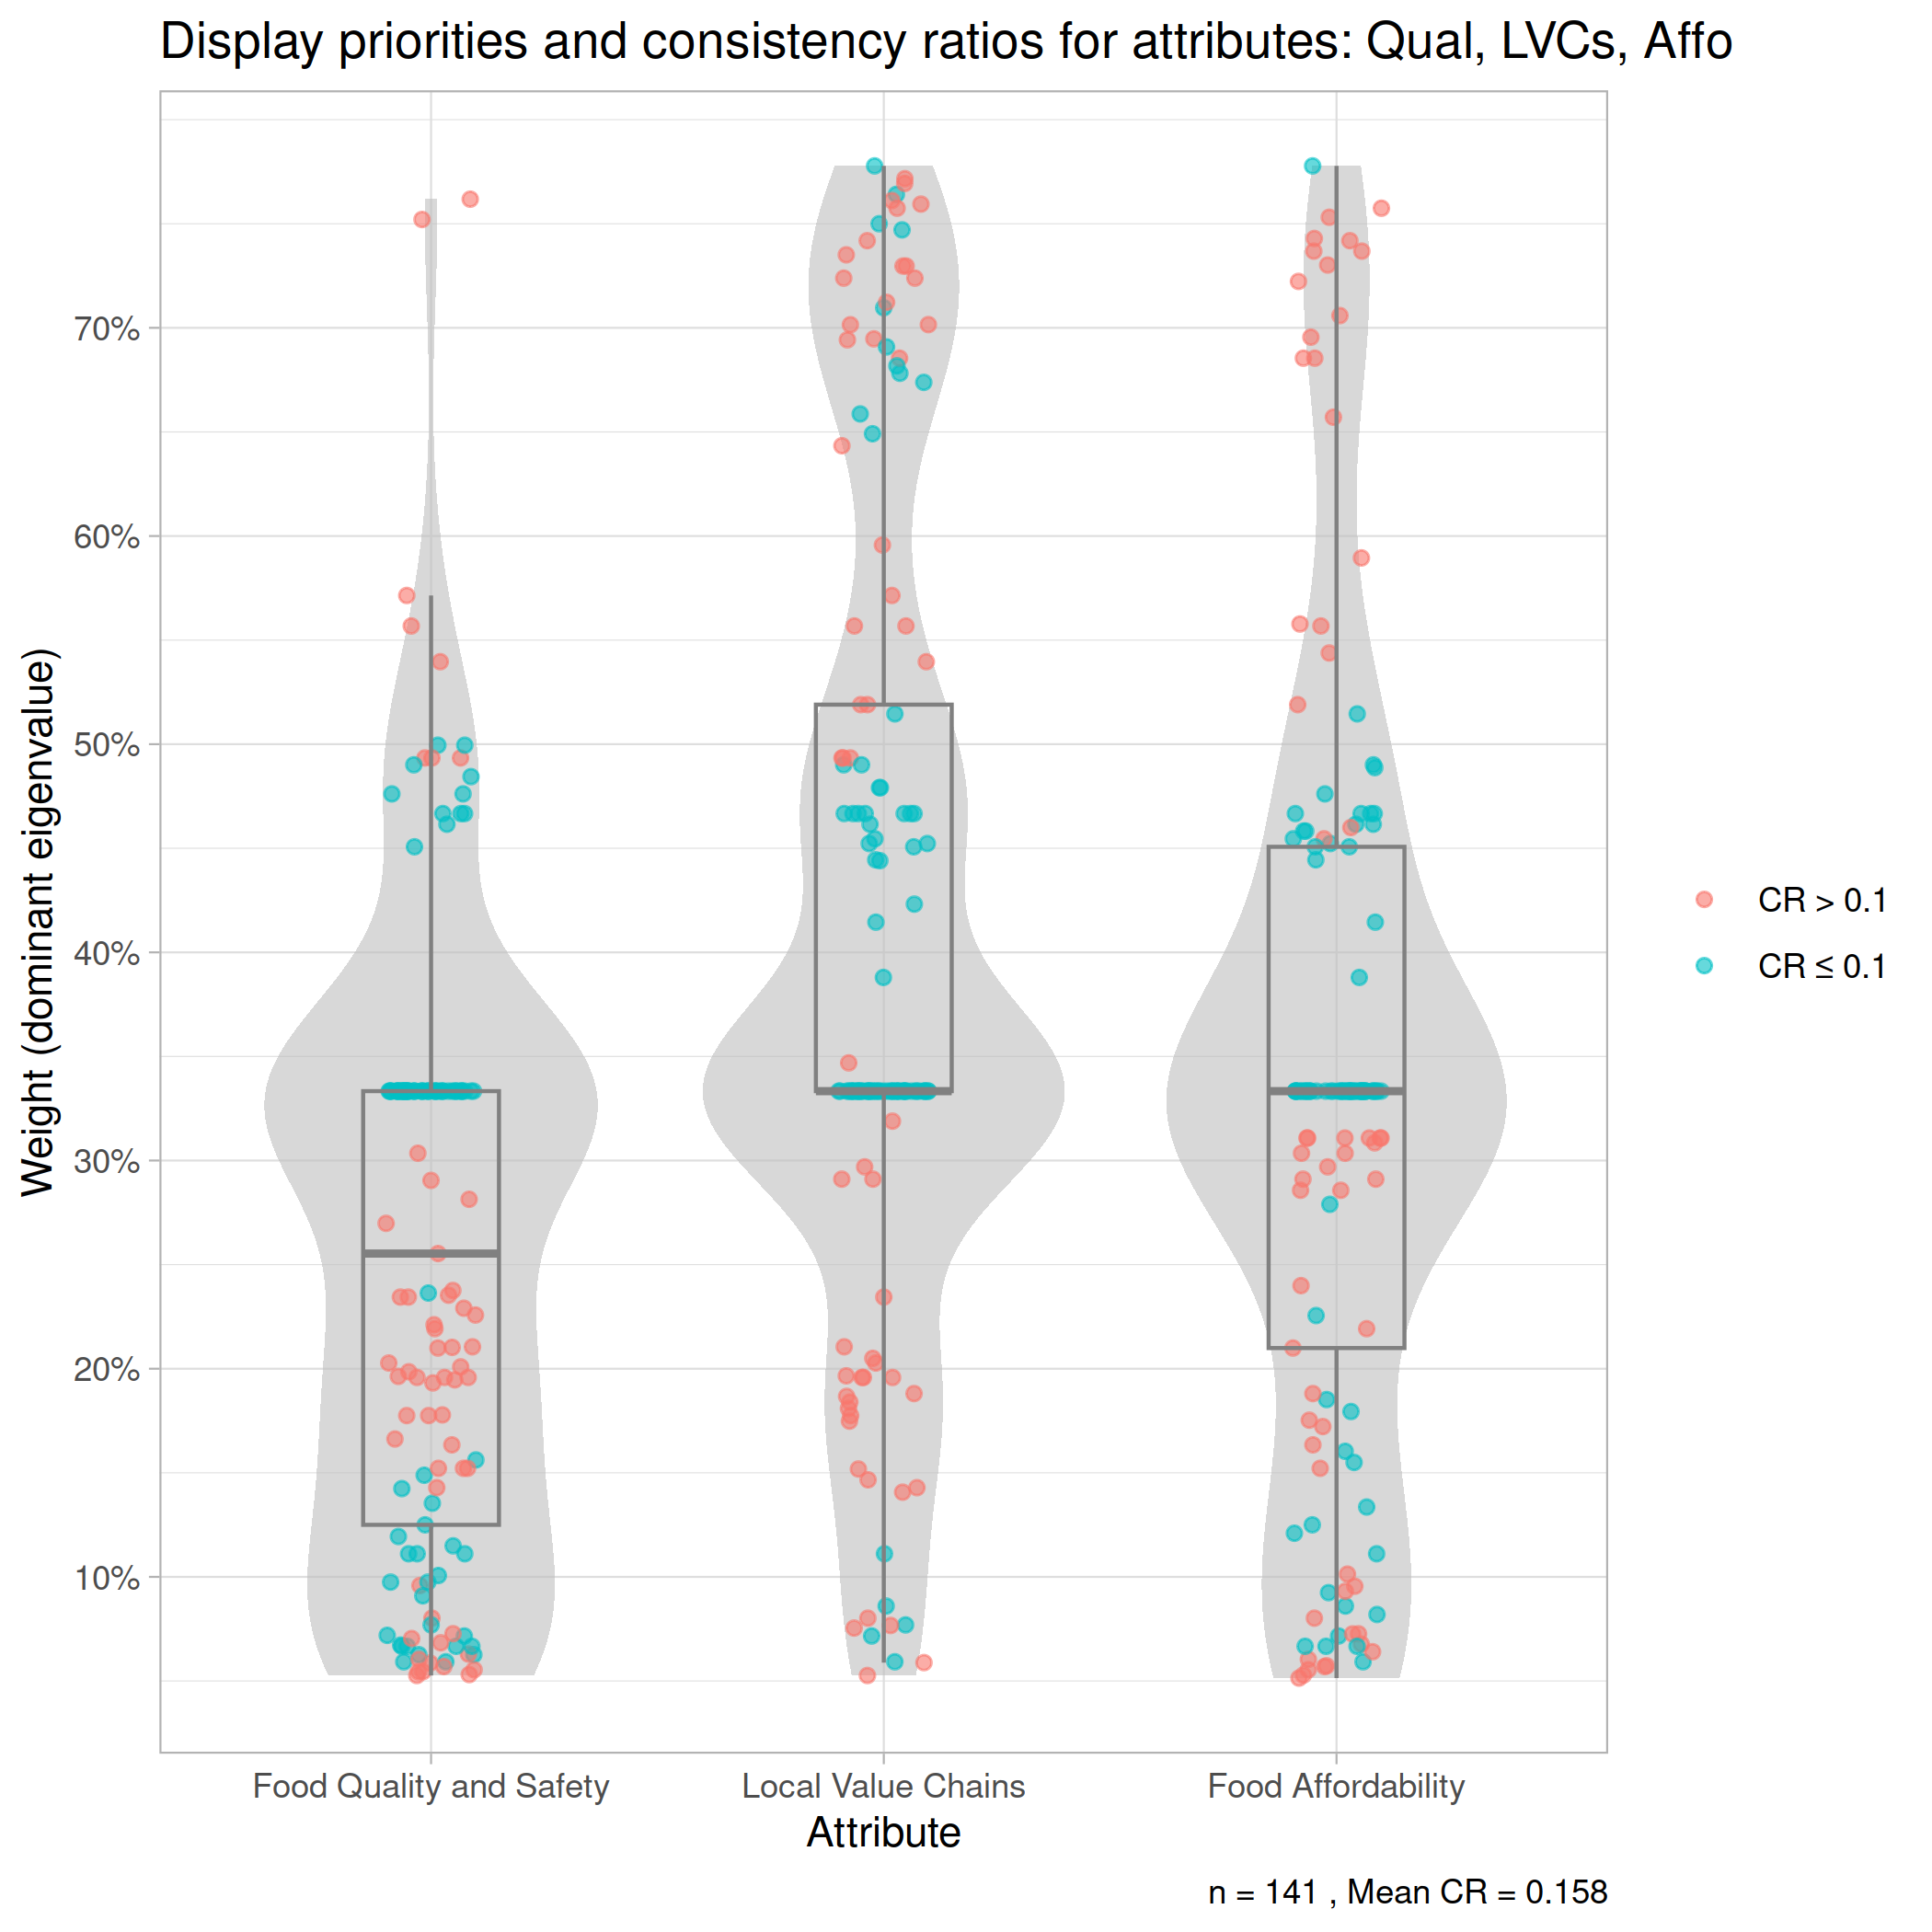 Display priorities and consistency ratios for attributes: Qual, LVCs, Affo
Weight (dominant eigenvalue)
70%
60%
50%
40%
30%
20%
10%
CR > 0.1
CR ≤ 0.1
Food Quality and Safety
Local Value Chains
Food Affordability
Attribute
n = 141 , Mean CR = 0.158